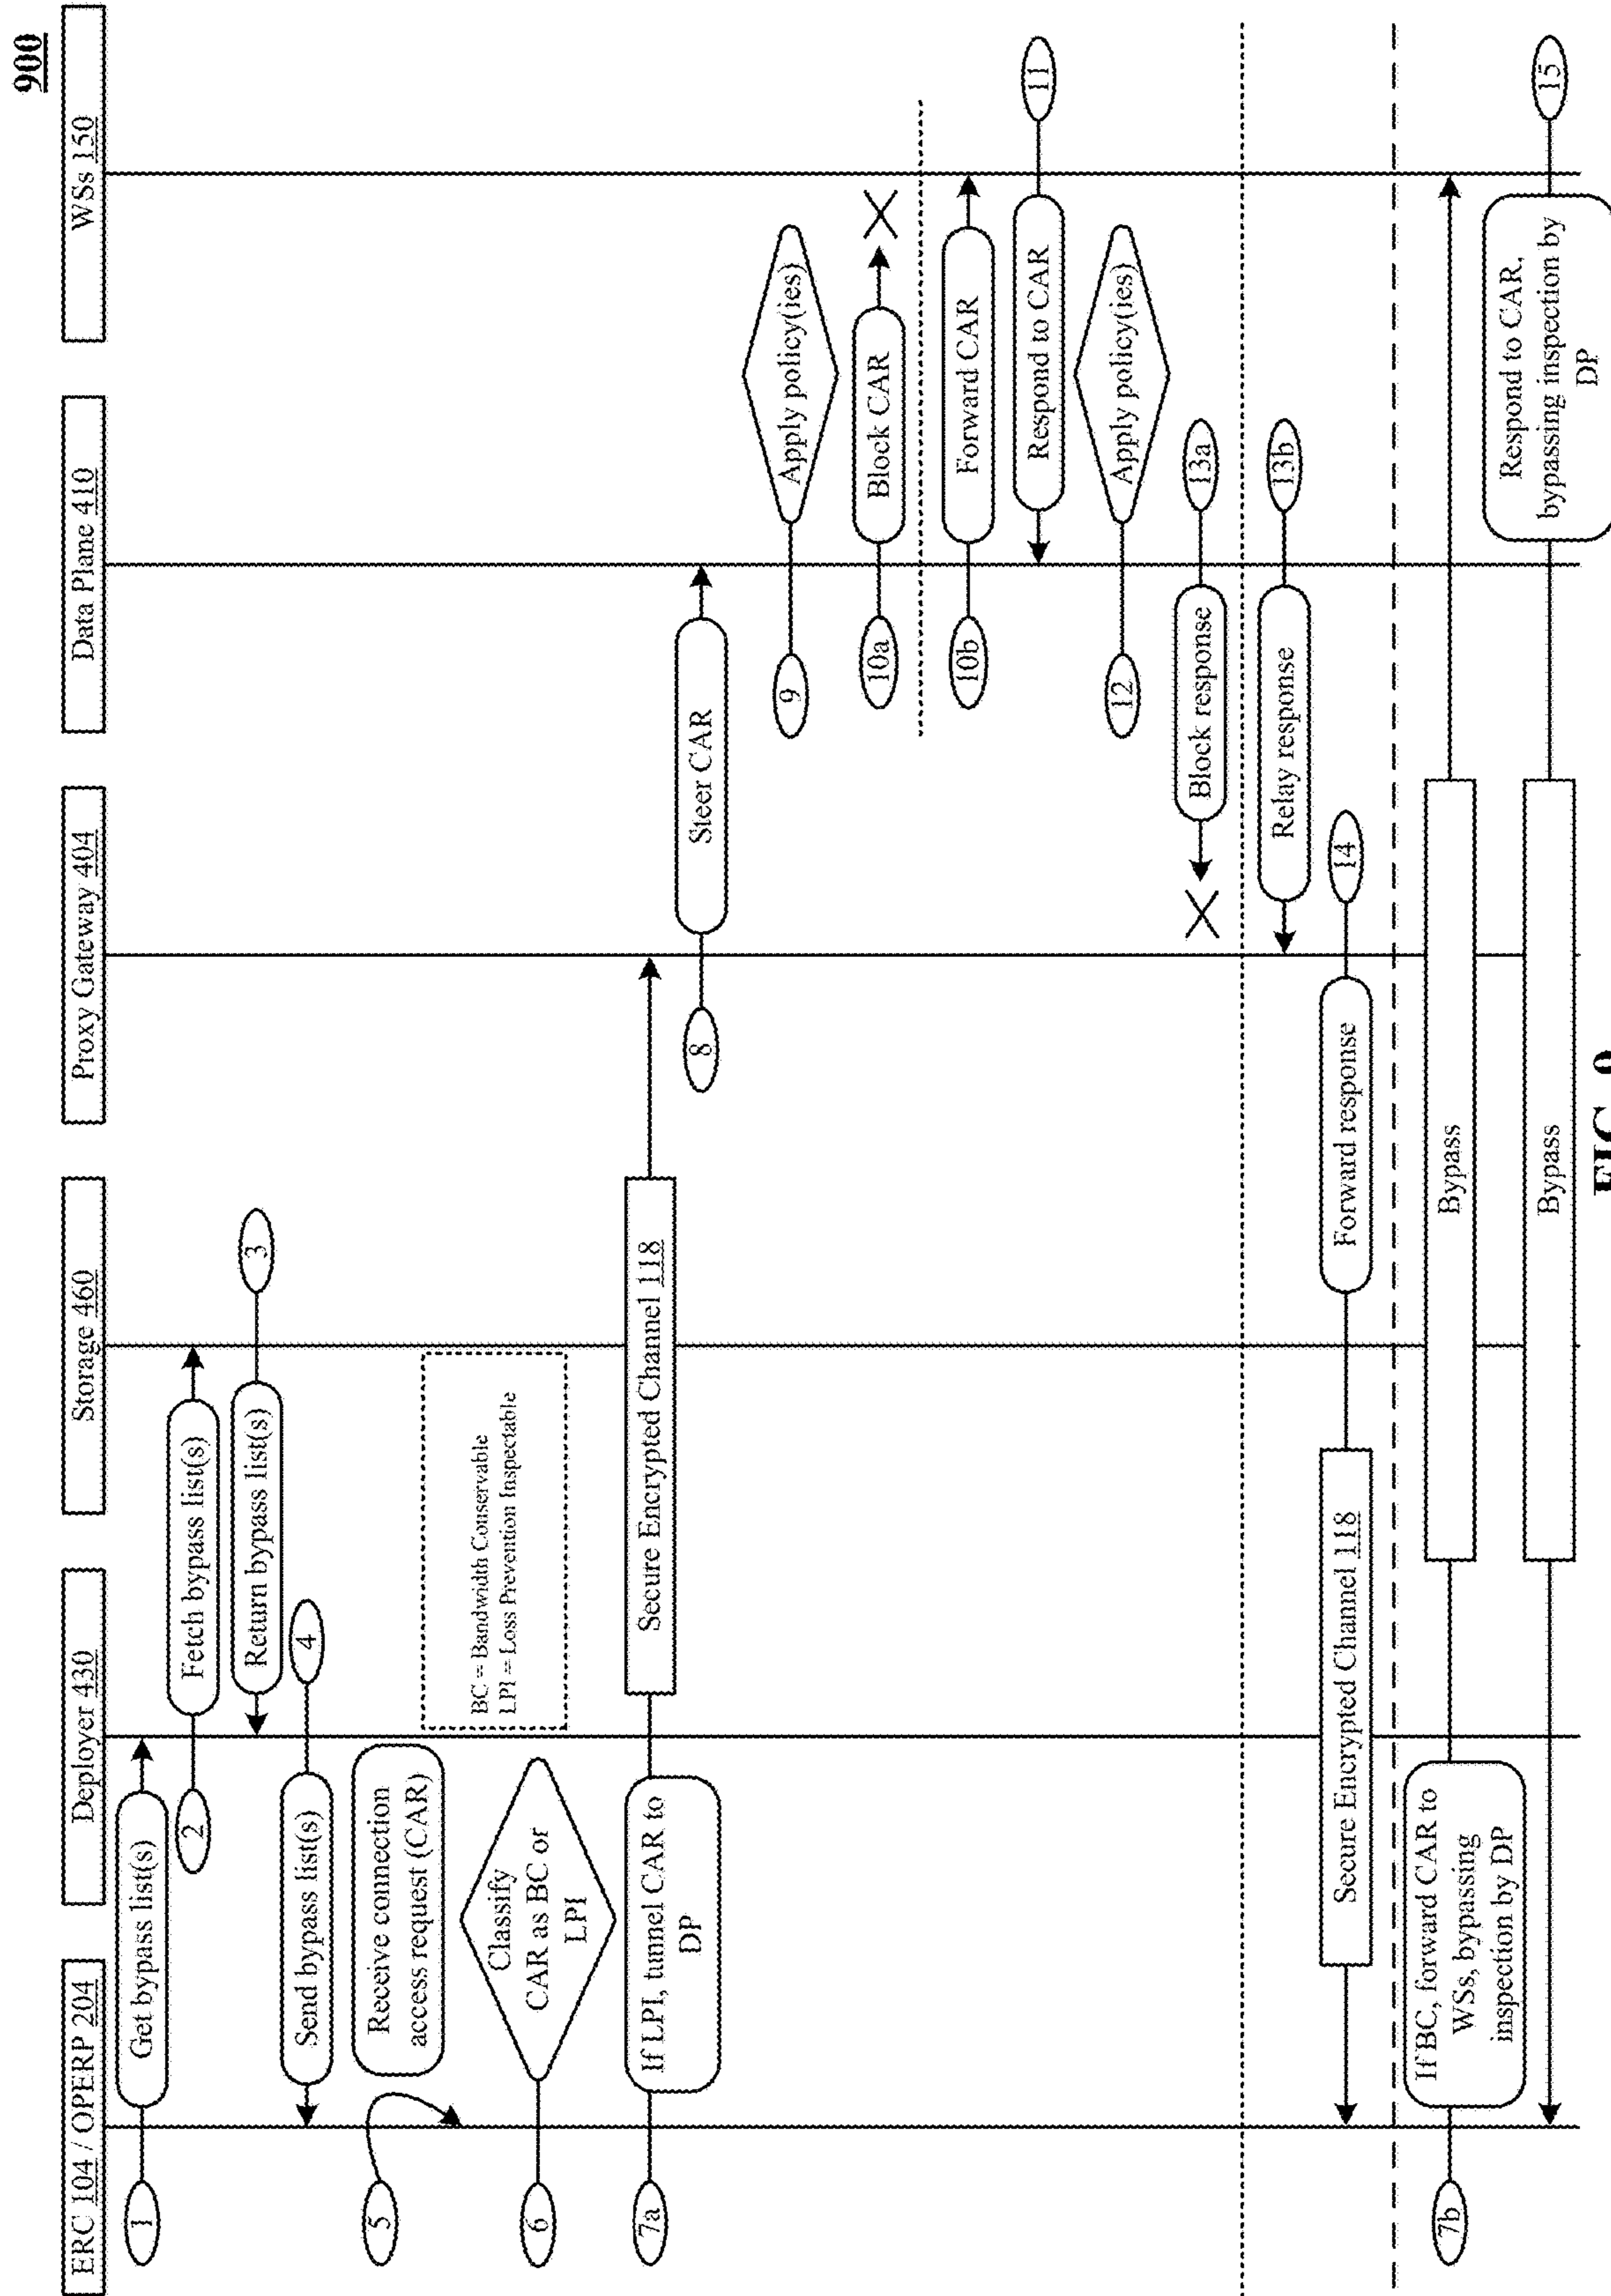 900
ERC 104 / OPERP 204
Deployer 430
Storage 460
Proxy Gateway 404
Data Plane 410
WSs 150
1
Get bypass list(s)
2
Fetch bypass list(s)
Return bypass list(s)
3
Send bypass list(s)
4
5
Receive connection
access request (CAR)
BC = Bandwidth Conservable
LPI = Loss Prevention Inspectable
6
Classify
CAR as BC or
LPI
7a
If LPI, tunnel CAR to
DP
Secure Encrypted Channel 118
8
Steer CAR
9
Apply policy(ies)
10a
Block CAR
10b
Forward CAR
Respond to CAR
11
12
Apply policy(ies)
Block response
13a
Relay response
13b
Secure Encrypted Channel 118
Forward response
14
7b
If BC, forward CAR to
WSs, bypassing
inspection by DP
Bypass
Bypass
Respond to CAR,
bypassing inspection by
DP
15
FIG. 9